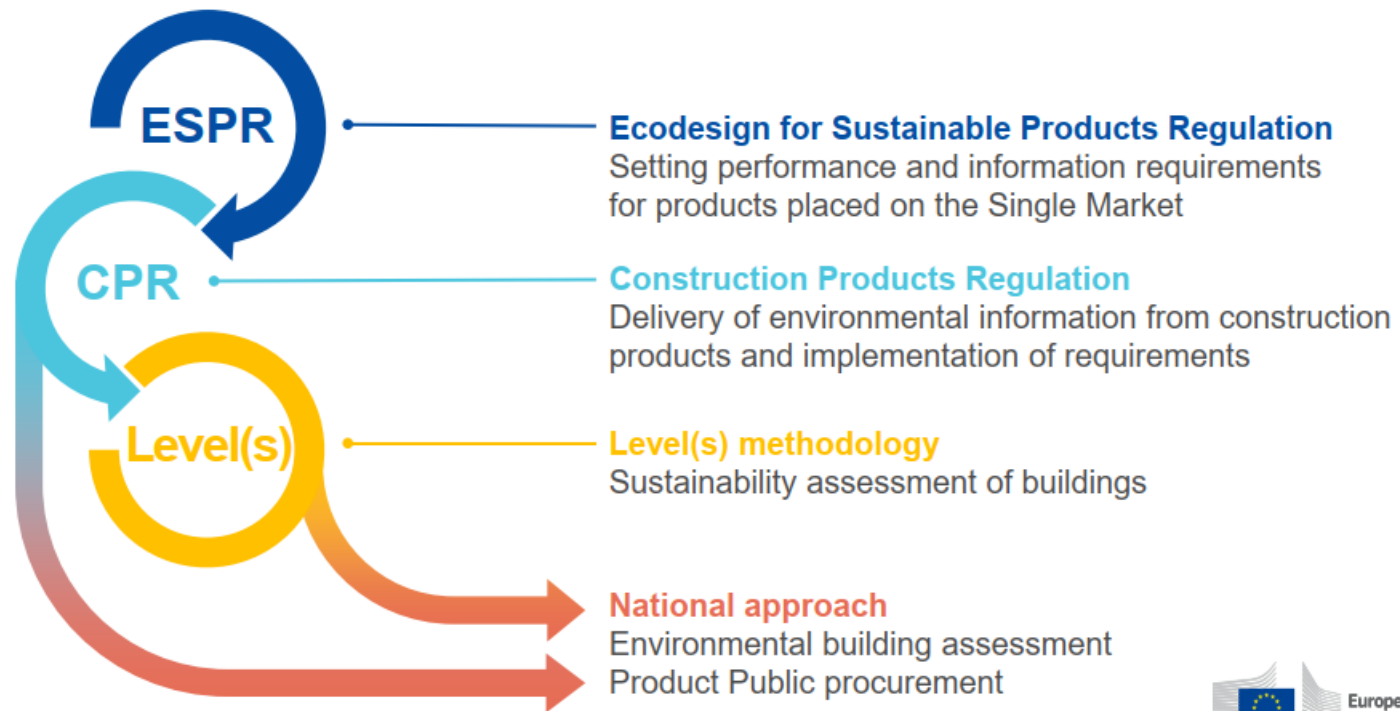 ESPR
Ecodesign for Sustainable Products Regulation
Setting performance and information requirements
for products placed on the Single Market
CPR
Construction Products Regulation
Delivery of environmental information from construction
products and implementation of requirements
Level(s)
Level(s) methodology
Sustainability assessment of buildings
National approach
Environmental building assessment
Product Public procurement